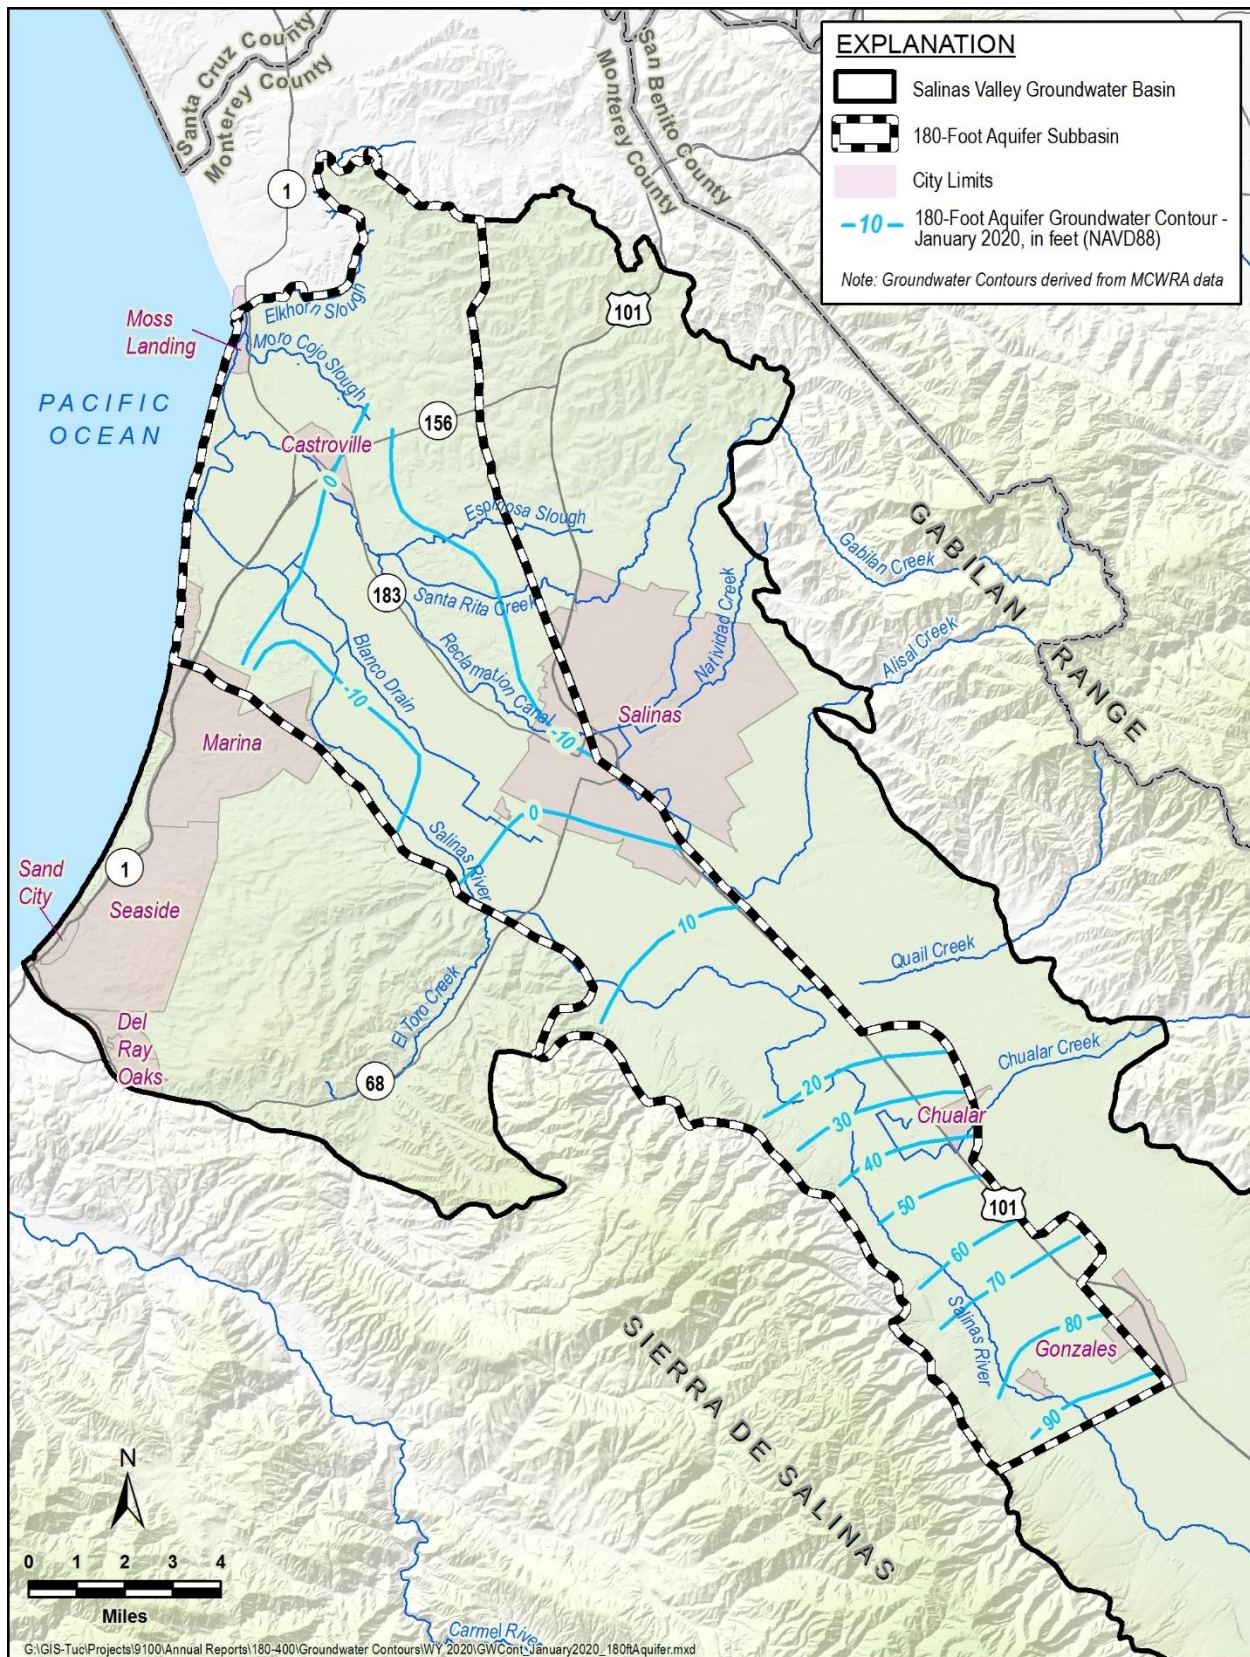 EXPLANATION
Salinas Valley Groundwater Basin
180-Foot Aquifer Subbasin
City Limits
-10
180-Foot Aquifer Groundwater Contour -
January 2020, in feet (NAVD88)
Note: Groundwater Contours derived from MCWRA data
Santa Cruz County
Monterey County
San Benito County
Monterey County
1
101
Elkhorn Slough
Moss
Landing
Moro Cojo Slough
PACIFIC
OCEAN
156
Castroville
0
Espinosa Slough
GABILAN
RANGE
Gabilan Creek
183
Santa Rita Creek
Natividad Creek
Alisal Creek
Blanco Drain
Reclamation Canal
-10
-10
Salinas
Marina
0
Salinas River
1
Sand
City
Seaside
10
Quail Creek
El Toro Creek
Del
Ray
Oaks
68
Chualar Creek
20
30
Chualar
40
50
101
60
70
Salinas River
80
Gonzales
90
SIERRA DE SALINAS
N
0 1 2 3 4
Miles
Carmel River
G:\GIS-Tuc\Projects\9100\Annual Reports\180-400\Groundwater Contours\WY 2020\GWCont_January2020_180ftAquifer.mxd